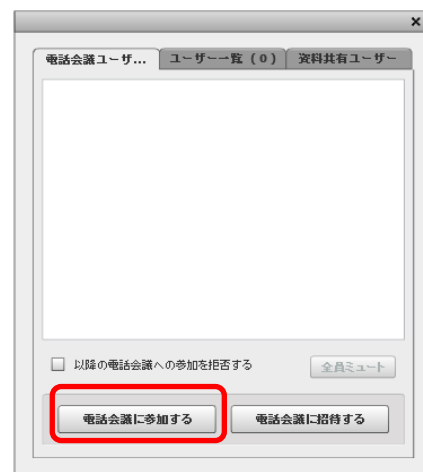 ×
電話会議ユーザ... ユーザー一覧 (0) 資料共有ユーザー
以降の電話会議への参加を拒否する 全員ミュート
電話会議に参加する 電話会議に招待する